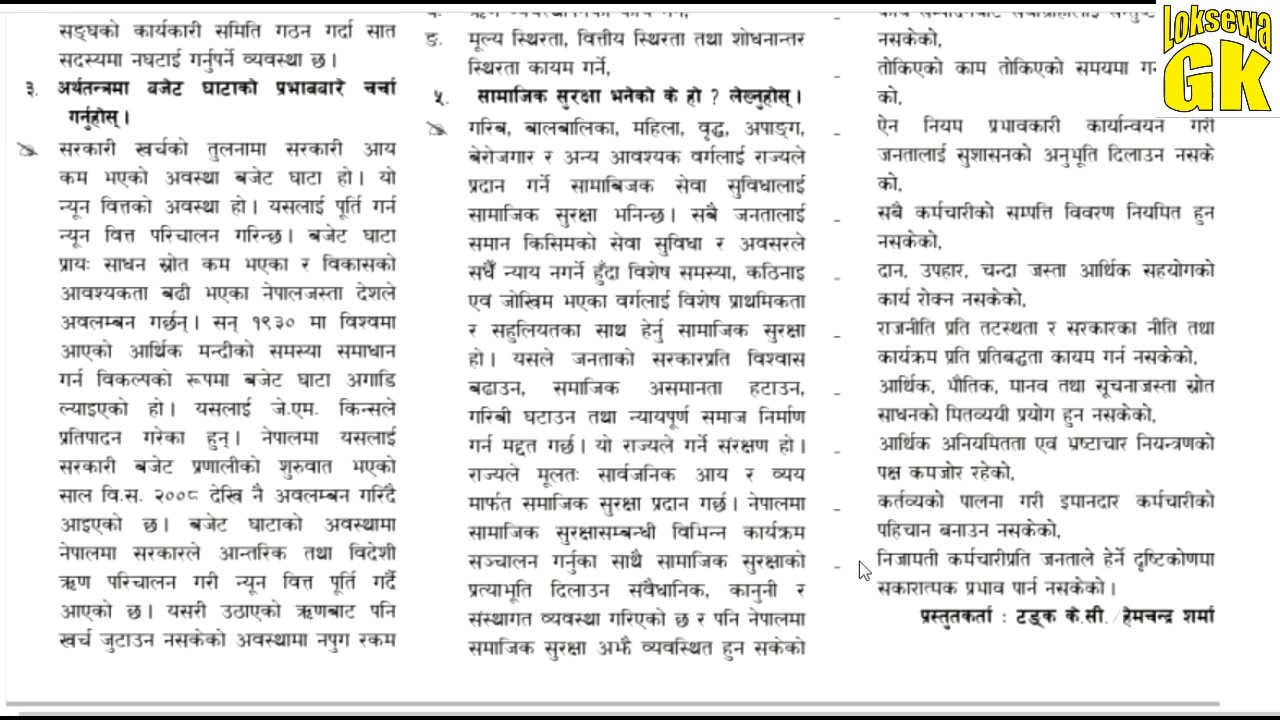 सङ्घको कार्यकारी समिति गठन गर्दा सात
सदस्यमा नघटाई गर्नुपर्ने व्यवस्था छ।
३. अर्थतन्त्रमा बजेट घाटाको प्रभावबारे चर्चा
गर्नुहोस्।
सरकारी खर्चको तुलनामा सरकारी आय
कम भएको अवस्था बजेट घाटा हो। यो
न्यून वित्तको अवस्था हो। यसलाई पूर्ति गर्न
न्यून वित्त परिचालन गरिन्छ। बजेट घाटा
प्रायः साधन स्रोत कम भएका र विकासको
आवश्यकता बढी भएका नेपालजस्ता देशले
अवलम्बन गर्छन्। सन् १९३० मा विश्वमा
आएको आर्थिक मन्दीको समस्या समाधान
गर्न विकल्पको रूपमा बजेट घाटा अगाडि
ल्याइएको हो। यसलाई जे.एम. किन्सले
प्रतिपादन गरेका हुन्। नेपालमा यसलाई
सरकारी बजेट प्रणालीको शुरुवात भएको
साल वि.स. २००८ देखि नै अवलम्बन गरिँदै
आइएको छ। बजेट घाटाको अवस्थामा
नेपालमा सरकारले आन्तरिक तथा विदेशी
ऋण परिचालन गरी न्यून वित्त पूर्ति गर्दै
आएको छ। यसरी उठाएको ऋणबाट पनि
खर्च जुटाउन नसकेको अवस्थामा नपुग रकम
ङ. मूल्य स्थिरता, वित्तीय स्थिरता तथा शोधनान्तर
स्थिरता कायम गर्ने,
५. सामाजिक सुरक्षा भनेको के हो ? लेख्नुहोस्।
गरिब, बालबालिका, महिला, वृद्ध, अपाङ्ग,
बेरोजगार र अन्य आवश्यक वर्गलाई राज्यले
प्रदान गर्ने सामाबिजक सेवा सुविधालाई
सामाजिक सुरक्षा भनिन्छ। सबै जनतालाई
समान किसिमको सेवा सुविधा र अवसरले
सधैँ न्याय नगर्ने हुँदा विशेष समस्या, कठिनाइ
एवं जोखिम भएका वर्गलाई विशेष प्राथमिकता
र सहुलियतका साथ हेर्नु सामाजिक सुरक्षा
हो। यसले जनताको सरकारप्रति विश्वास
बढाउन, समाजिक असमानता हटाउन,
गरिबी घटाउन तथा न्यायपूर्ण समाज निर्माण
गर्न मद्दत गर्छ। यो राज्यले गर्ने संरक्षण हो।
राज्यले मूलतः सार्वजनिक आय र व्यय
मार्फत समाजिक सुरक्षा प्रदान गर्छ। नेपालमा
सामाजिक सुरक्षासम्बन्धी विभिन्न कार्यक्रम
सञ्चालन गर्नुका साथै सामाजिक सुरक्षाको
प्रत्याभूति दिलाउन संवैधानिक, कानुनी र
संस्थागत व्यवस्था गरिएको छ र पनि नेपालमा
समाजिक सुरक्षा अझै व्यवस्थित हुन सकेको
नसकेको,
- तोकिएको काम तोकिएको समयमा
को,
- ऐन नियम प्रभावकारी कार्यान्वयन गरी
जनतालाई सुशासनको अनुभूति दिलाउन नसके
को,
- सबै कर्मचारीको सम्पत्ति विवरण नियमित हुन
नसकेको,
- दान, उपहार, चन्दा जस्ता आर्थिक सहयोगको
कार्य रोक्न नसकेको,
- राजनीति प्रति तटस्थता र सरकारका नीति तथा
कार्यक्रम प्रति प्रतिबद्धता कायम गर्न नसकेको,
- आर्थिक, भौतिक, मानव तथा सूचनाजस्ता स्रोत
साधनको मितव्ययी प्रयोग हुन नसकेको,
- आर्थिक अनियमितता एवं भ्रष्टाचार नियन्त्रणको
पक्ष कमजोर रहेको,
- कर्तव्यको पालना गरी इमानदार कर्मचारीको
पहिचान बनाउन नसकेको,
- निजामती कर्मचारीप्रति जनताले हेर्ने दृष्टिकोणमा
सकारात्मक प्रभाव पार्न नसकेको।
प्रस्तुतकर्ता : टड्क के.सी./हेमचन्द्र शर्मा
Loksewa
GK